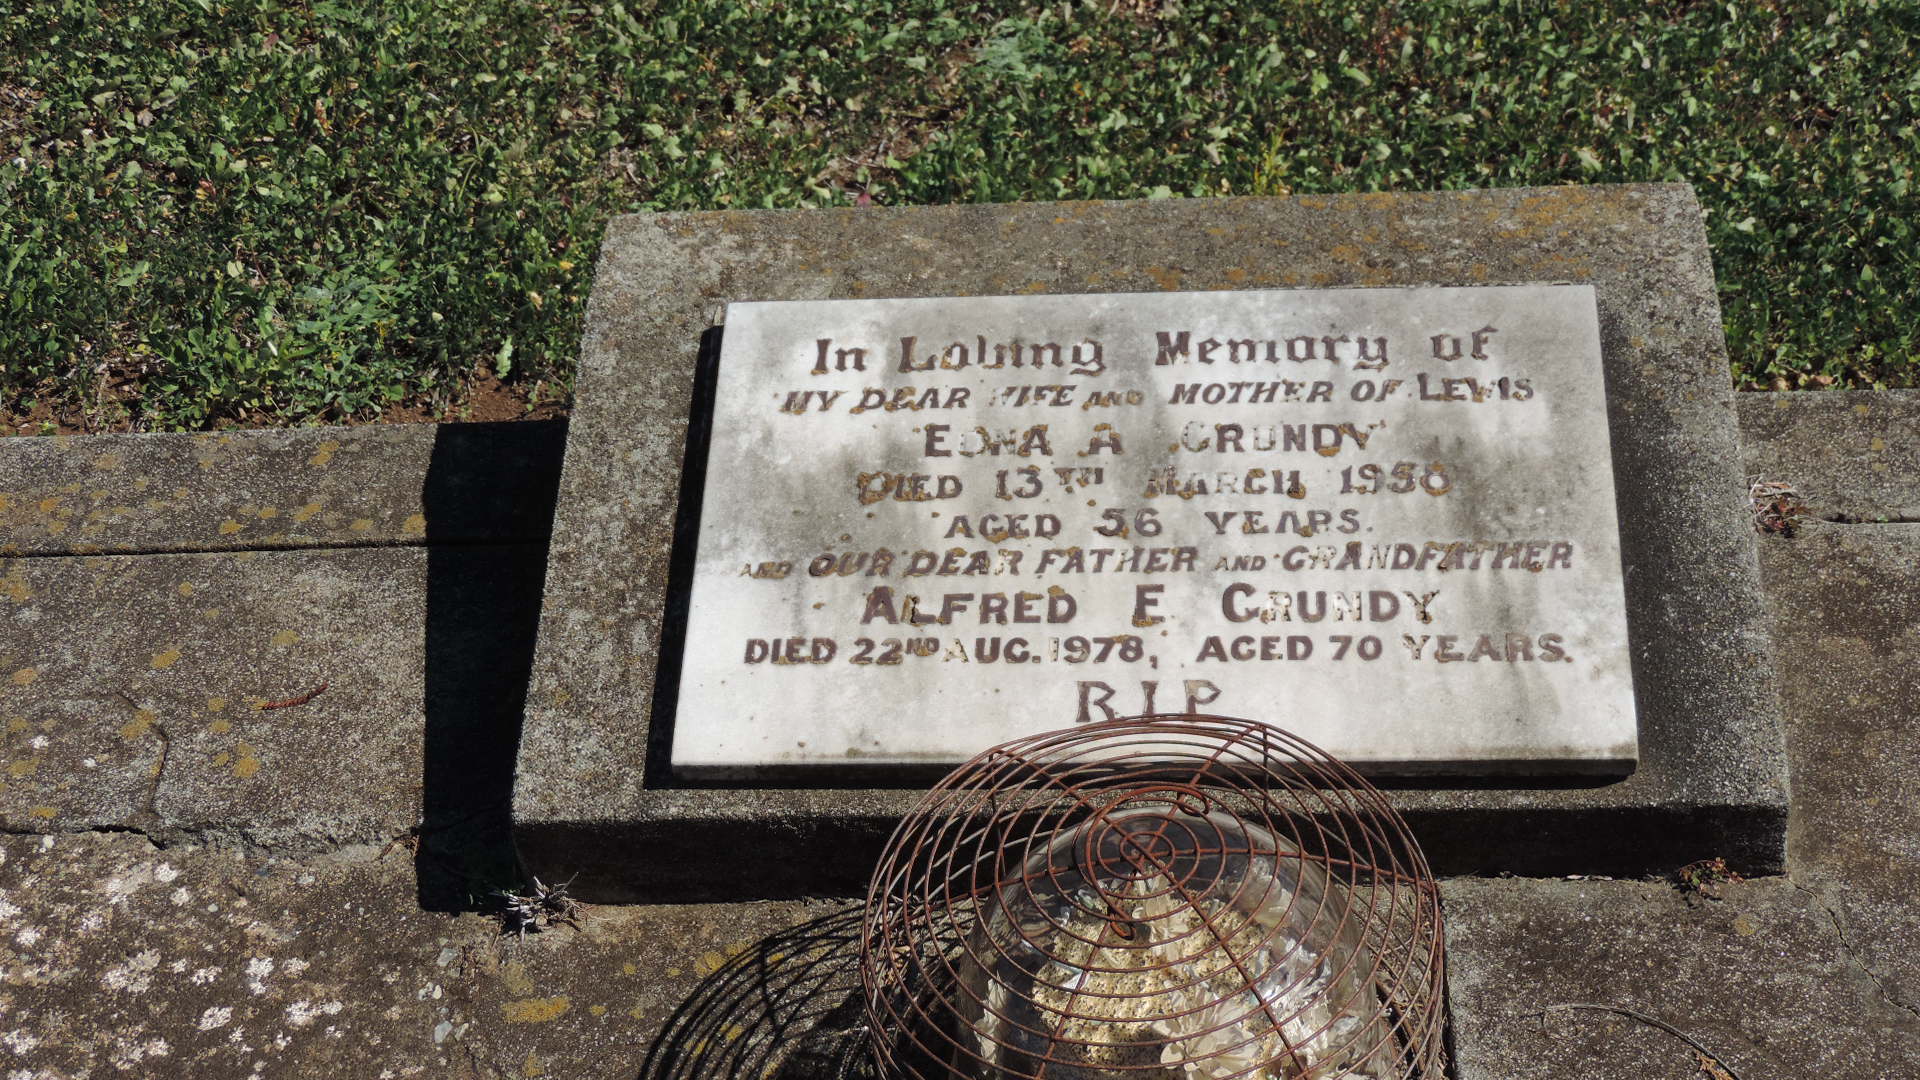 In Loving Memory of
MY DEAR WIFE AND MOTHER OF LEWIS
EDNA A GRUNDY
DIED 13TH MARCH 1958
AGED 56 YEARS.
AND OUR DEAR FATHER AND GRANDFATHER
ALFRED E GRUNDY
DIED 22ND AUG. 1978, AGED 70 YEARS.
R.I.P